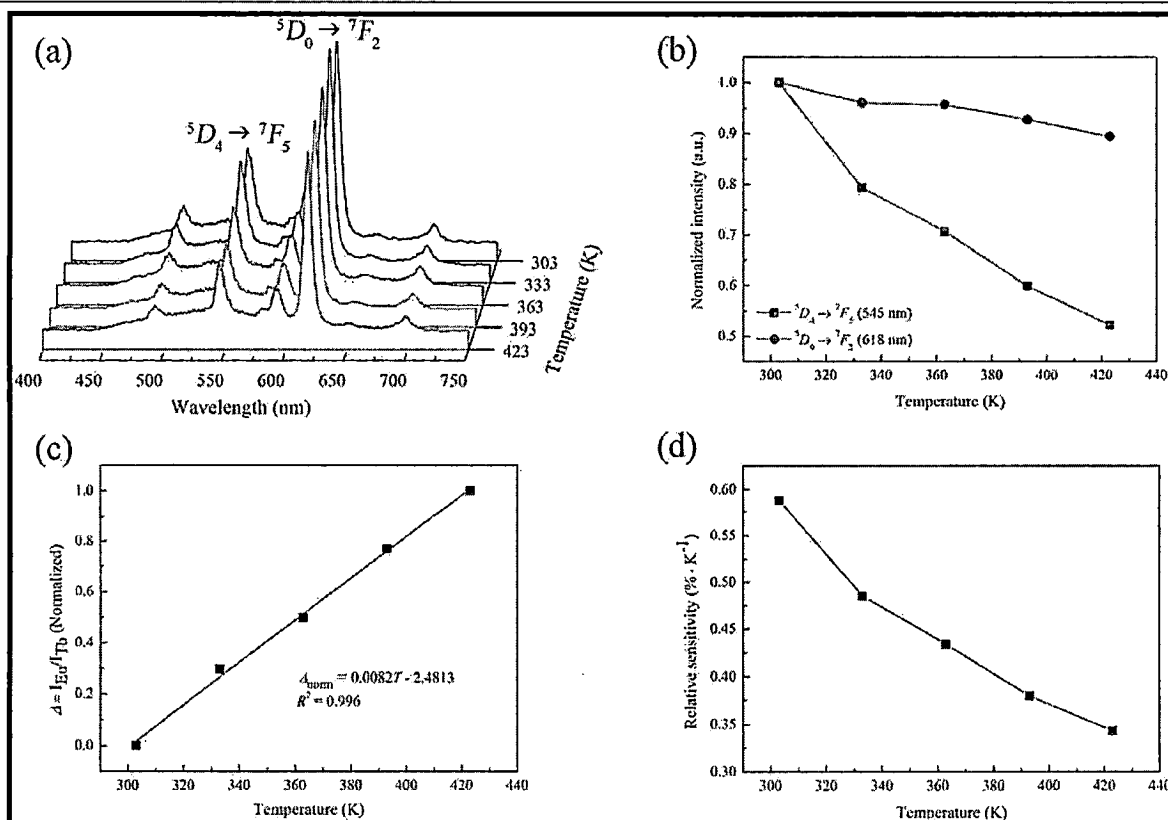 (a)
⁵D₀ → ⁷F₂
⁵D₄ → ⁷F₅
303
333
363
393
423
Temperature (K)
400 450 500 550 600 650 700 750
Wavelength (nm)
(b)
1.0
0.9
0.8
0.7
0.6
0.5
Normalized intensity (a.u.)
⁵D₄ → ⁷F₅ (545 nm)
⁵D₀ → ⁷F₂ (618 nm)
300 320 340 360 380 400 420 440
Temperature (K)
(c)
1.0
0.8
0.6
0.4
0.2
0.0
Δ = I_Eu/I_Tb (Normalized)
Δ_norm = 0.0082T - 2.4813
R² = 0.996
300 320 340 360 380 400 420 440
Temperature (K)
(d)
0.60
0.55
0.50
0.45
0.40
0.35
0.30
Relative sensitivity (% · K⁻¹)
300 320 340 360 380 400 420 440
Temperature (K)